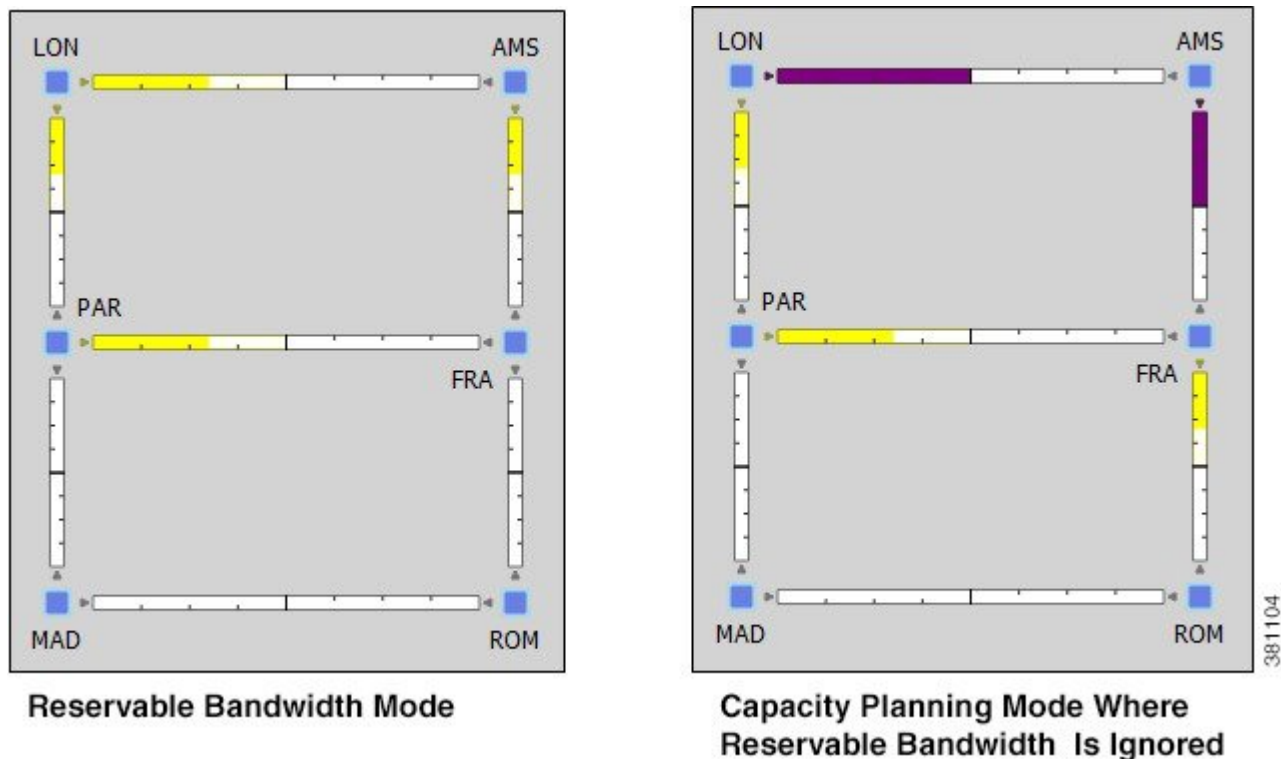 LON
AMS
PAR
FRA
MAD
ROM
Reservable Bandwidth Mode
LON
AMS
PAR
FRA
MAD
ROM
381104
Capacity Planning Mode Where
Reservable Bandwidth Is Ignored